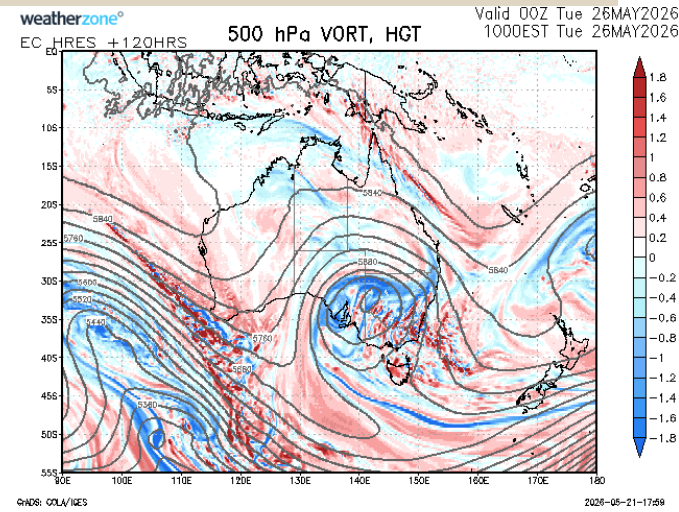 weatherzone°
Valid 00Z Tue 26MAY2026
EC HRES +120HRS
500 hPa VORT, HGT
1000EST Tue 26MAY2026
EQ
5S
10S
15S
20S
25S
30S
35S
40S
45S
50S
55S
90E
100E
110E
120E
130E
140E
150E
160E
170E
180
5840
5840
5760
5600
5520
5440
5360
5760
5680
5680
5840
1.8
1.6
1.4
1.2
1
0.8
0.6
0.4
0.2
0
−0.2
−0.4
−0.6
−0.8
−1
−1.2
−1.4
−1.6
−1.8
GrADS: COLA/IGES
2026-05-21-17:59